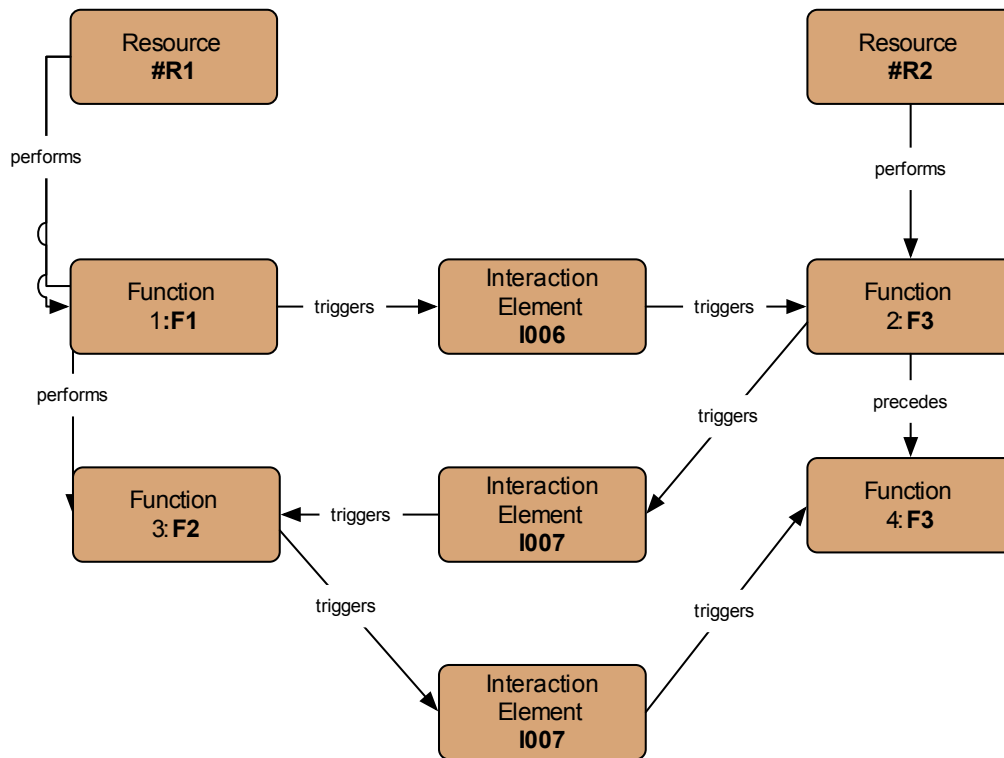 Resource
#R1
Resource
#R2
performs
performs
Function
1:F1
triggers
Interaction
Element
I006
triggers
Function
2: F3
performs
triggers
precedes
Function
3: F2
triggers
Interaction
Element
I007
Function
4: F3
triggers
triggers
Interaction
Element
I007